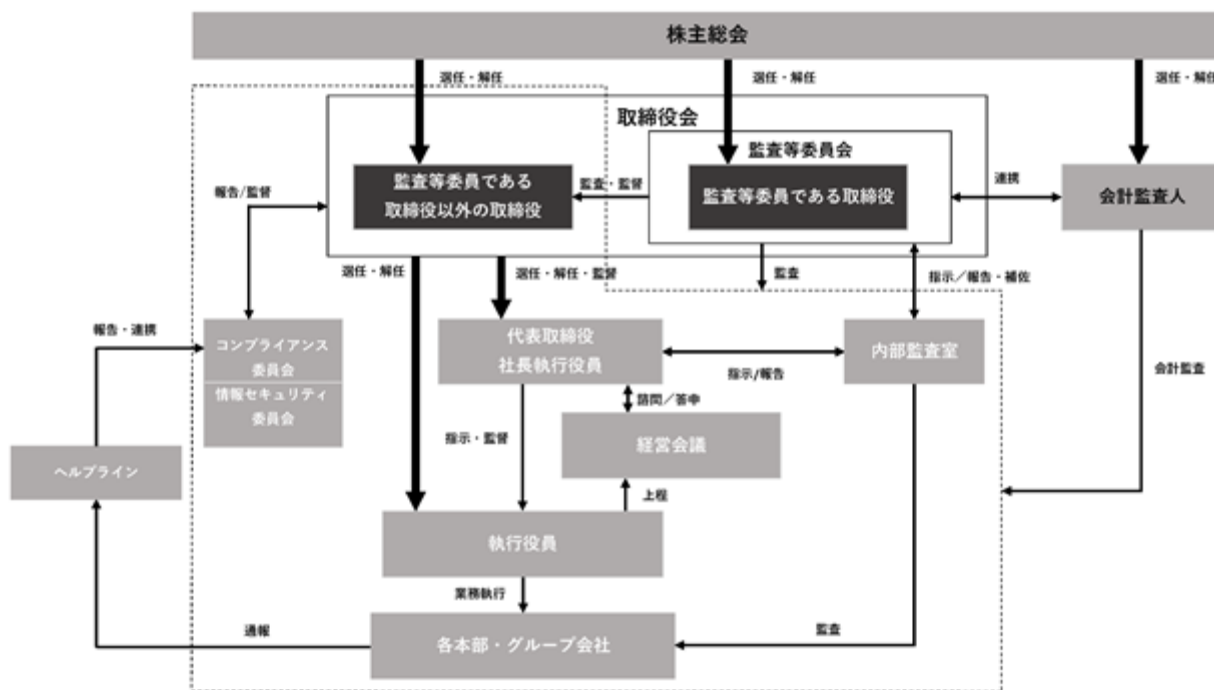 株主総会
選任・解任
選任・解任
選任・解任
取締役会
監査等委員会
監査等委員である
取締役以外の取締役
監査・監督
監査等委員である取締役
連携
会計監査人
報告/監督
選任・解任
選任・解任・監督
監査
指示/報告・補佐
報告・連携
コンプライアンス
委員会
情報セキュリティ
委員会
代表取締役
社長執行役員
指示/報告
内部監査室
会計監査
諮問/答申
指示・監督
経営会議
ヘルプライン
上程
執行役員
業務執行
通報
各本部・グループ会社
監査